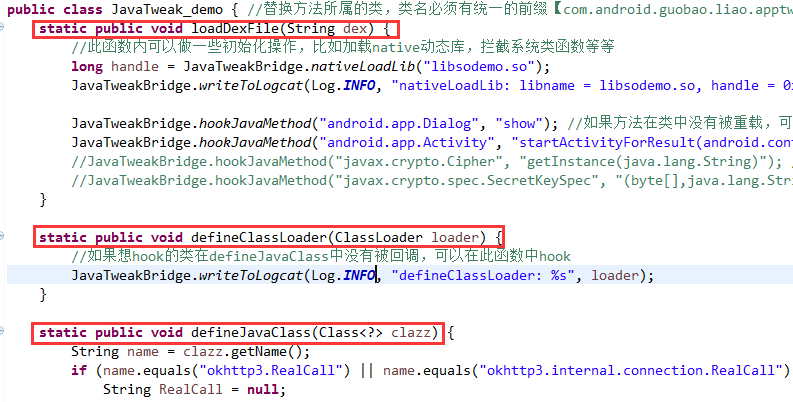 public class JavaTweak_demo { //替换方法所属的类，类名必须有统一的前缀【com.android.guobao.liao.apptw
static public void loadDexFile(String dex) {
//此函数内可以做一些初始化操作，比如加载native动态库，拦截系统类函数等等
long handle = JavaTweakBridge.nativeLoadLib("libsodemo.so");
JavaTweakBridge.writeToLogcat(Log.INFO, "nativeLoadLib: libname = libsodemo.so, handle = 0
JavaTweakBridge.hookJavaMethod("android.app.Dialog", "show"); //如果方法在类中没有被重载，可
JavaTweakBridge.hookJavaMethod("android.app.Activity", "startActivityForResult(android.con
//JavaTweakBridge.hookJavaMethod("javax.crypto.Cipher", "getInstance(java.lang.String)"); /
//JavaTweakBridge.hookJavaMethod("javax.crypto.spec.SecretKeySpec", "(byte[],java.lang.Str
}
static public void defineClassLoader(ClassLoader loader) {
//如果想hook的类在defineJavaClass中没有被回调，可以在此函数中hook
JavaTweakBridge.writeToLogcat(Log.INFO, "defineClassLoader: %s", loader);
}
static public void defineJavaClass(Class<?> clazz) {
String name = clazz.getName();
if (name.equals("okhttp3.RealCall") || name.equals("okhttp3.internal.connection.RealCall")
String RealCall = null;